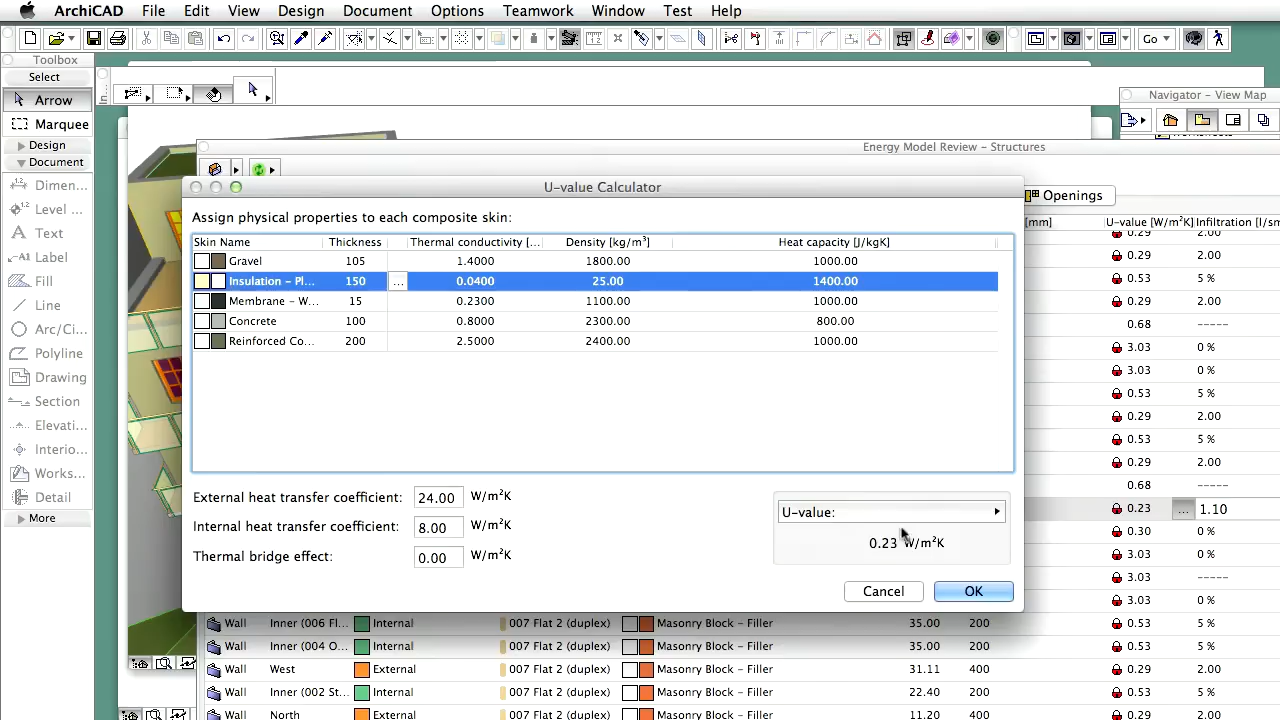 ArchiCAD File Edit View Design Document Options Teamwork Window Test Help
Go
Toolbox
Select
Arrow
Marquee
Design
Document
Dimen...
Level ...
Text
Label
Fill
Line
Arc/Ci...
Polyline
Drawing
Section
Elevati...
Interio...
Works...
Detail
More
Navigator - View Map
Energy Model Review - Structures
Openings
[mm] U-value [W/m²K] Infiltration [l/sm
0.29 2.00
0.29 2.00
0.53 5 %
0.29 2.00
0.68 -----
3.03 0 %
3.03 0 %
0.53 5 %
0.29 2.00
0.53 5 %
0.29 2.00
0.68 -----
0.23 ... 1.10
0.30 0 %
3.03 0 %
3.03 -----
3.03 0 %
U-value Calculator
Assign physical properties to each composite skin:
Skin Name Thickness Thermal conductivity [... Density [kg/m³] Heat capacity [J/kgK]
Gravel 105 1.4000 1800.00 1000.00
Insulation - Pl... 150 ... 0.0400 25.00 1400.00
Membrane - W... 15 0.2300 1100.00 1000.00
Concrete 100 0.8000 2300.00 800.00
Reinforced Co... 200 2.5000 2400.00 1000.00
External heat transfer coefficient: 24.00 W/m²K
Internal heat transfer coefficient: 8.00 W/m²K
Thermal bridge effect: 0.00 W/m²K
U-value:
0.23 W/m²K
Cancel OK
Wall Inner (006 Fl... Internal 007 Flat 2 (duplex) Masonry Block - Filler 35.00 200 0.53 5 %
Wall Inner (004 O... Internal 007 Flat 2 (duplex) Masonry Block - Filler 35.00 200 0.53 5 %
Wall West External 007 Flat 2 (duplex) Masonry Block - Filler 31.11 400 0.29 2.00
Wall Inner (002 St... Internal 007 Flat 2 (duplex) Masonry Block - Filler 22.40 200 0.53 5 %
Wall North External 007 Flat 2 (duplex) Masonry Block - Filler 11.20 400 0.29 2.00